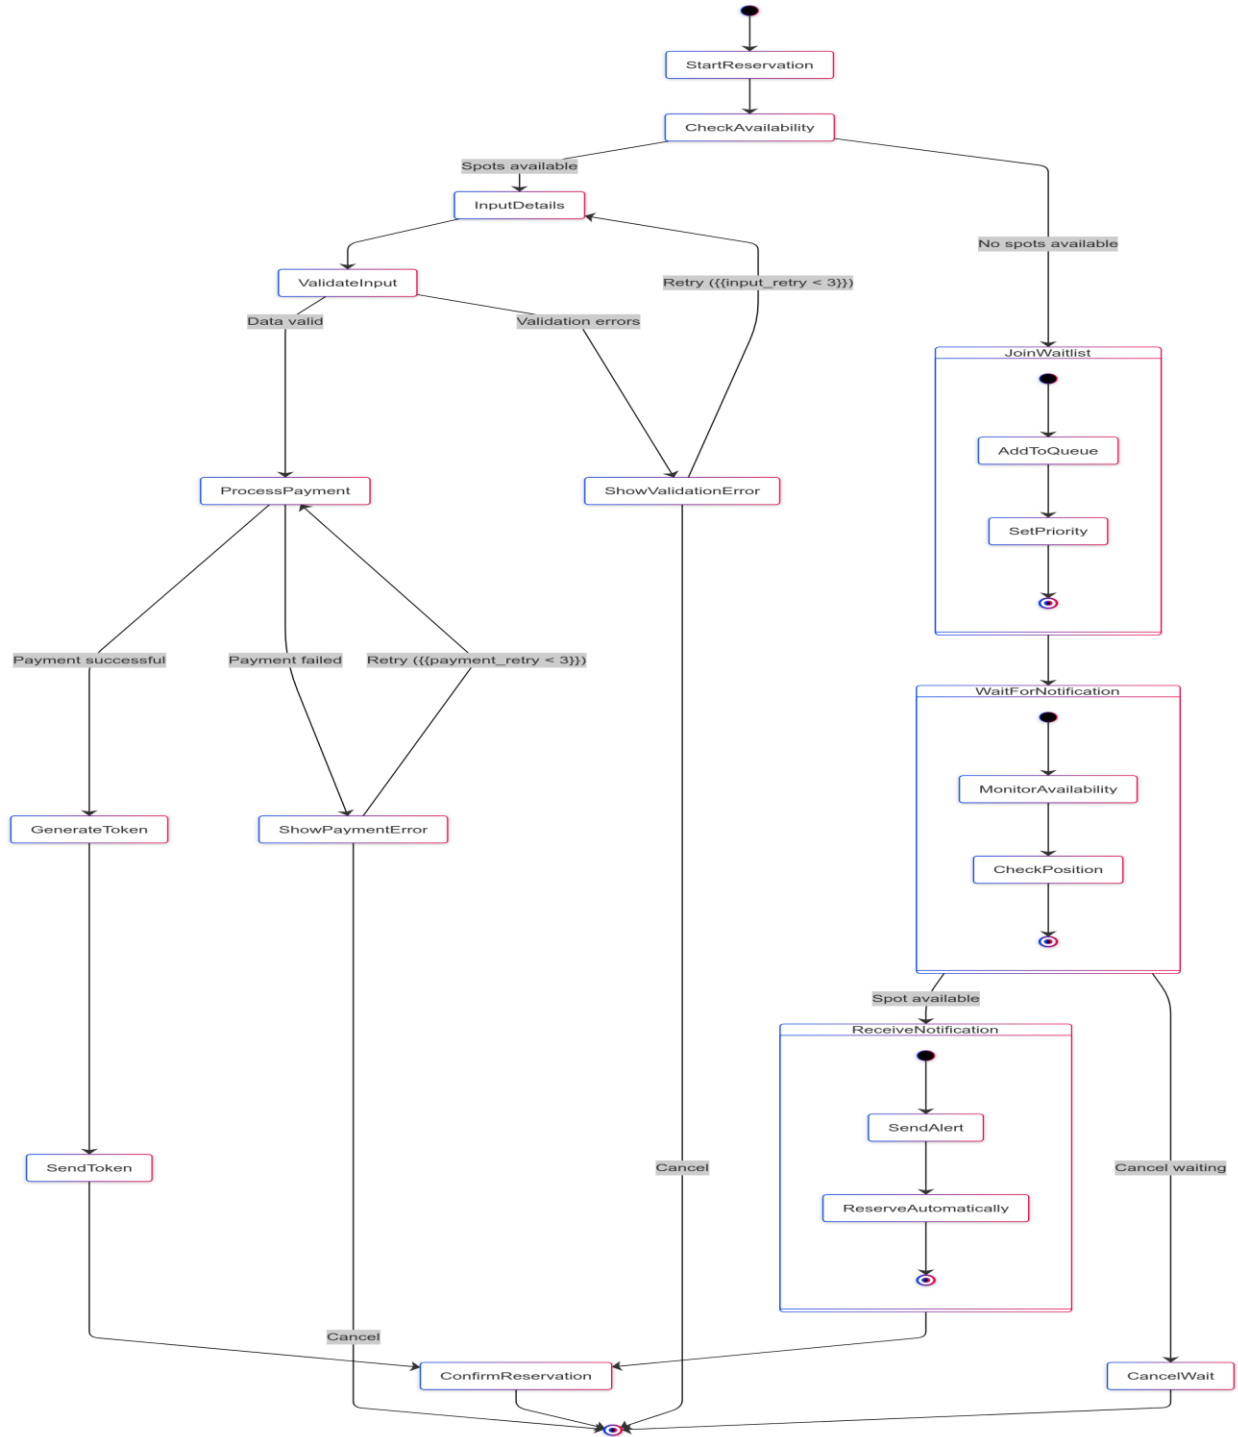 StartReservation
CheckAvailability
Spots available
InputDetails
No spots available
ValidateInput
Retry ({{input_retry < 3}})
Data valid
Validation errors
JoinWaitlist
AddToQueue
ProcessPayment
ShowValidationError
SetPriority
Payment successful
Payment failed
Retry ({{payment_retry < 3}})
WaitForNotification
MonitorAvailability
GenerateToken
ShowPaymentError
CheckPosition
Spot available
ReceiveNotification
SendAlert
SendToken
Cancel
Cancel waiting
ReserveAutomatically
Cancel
ConfirmReservation
CancelWait